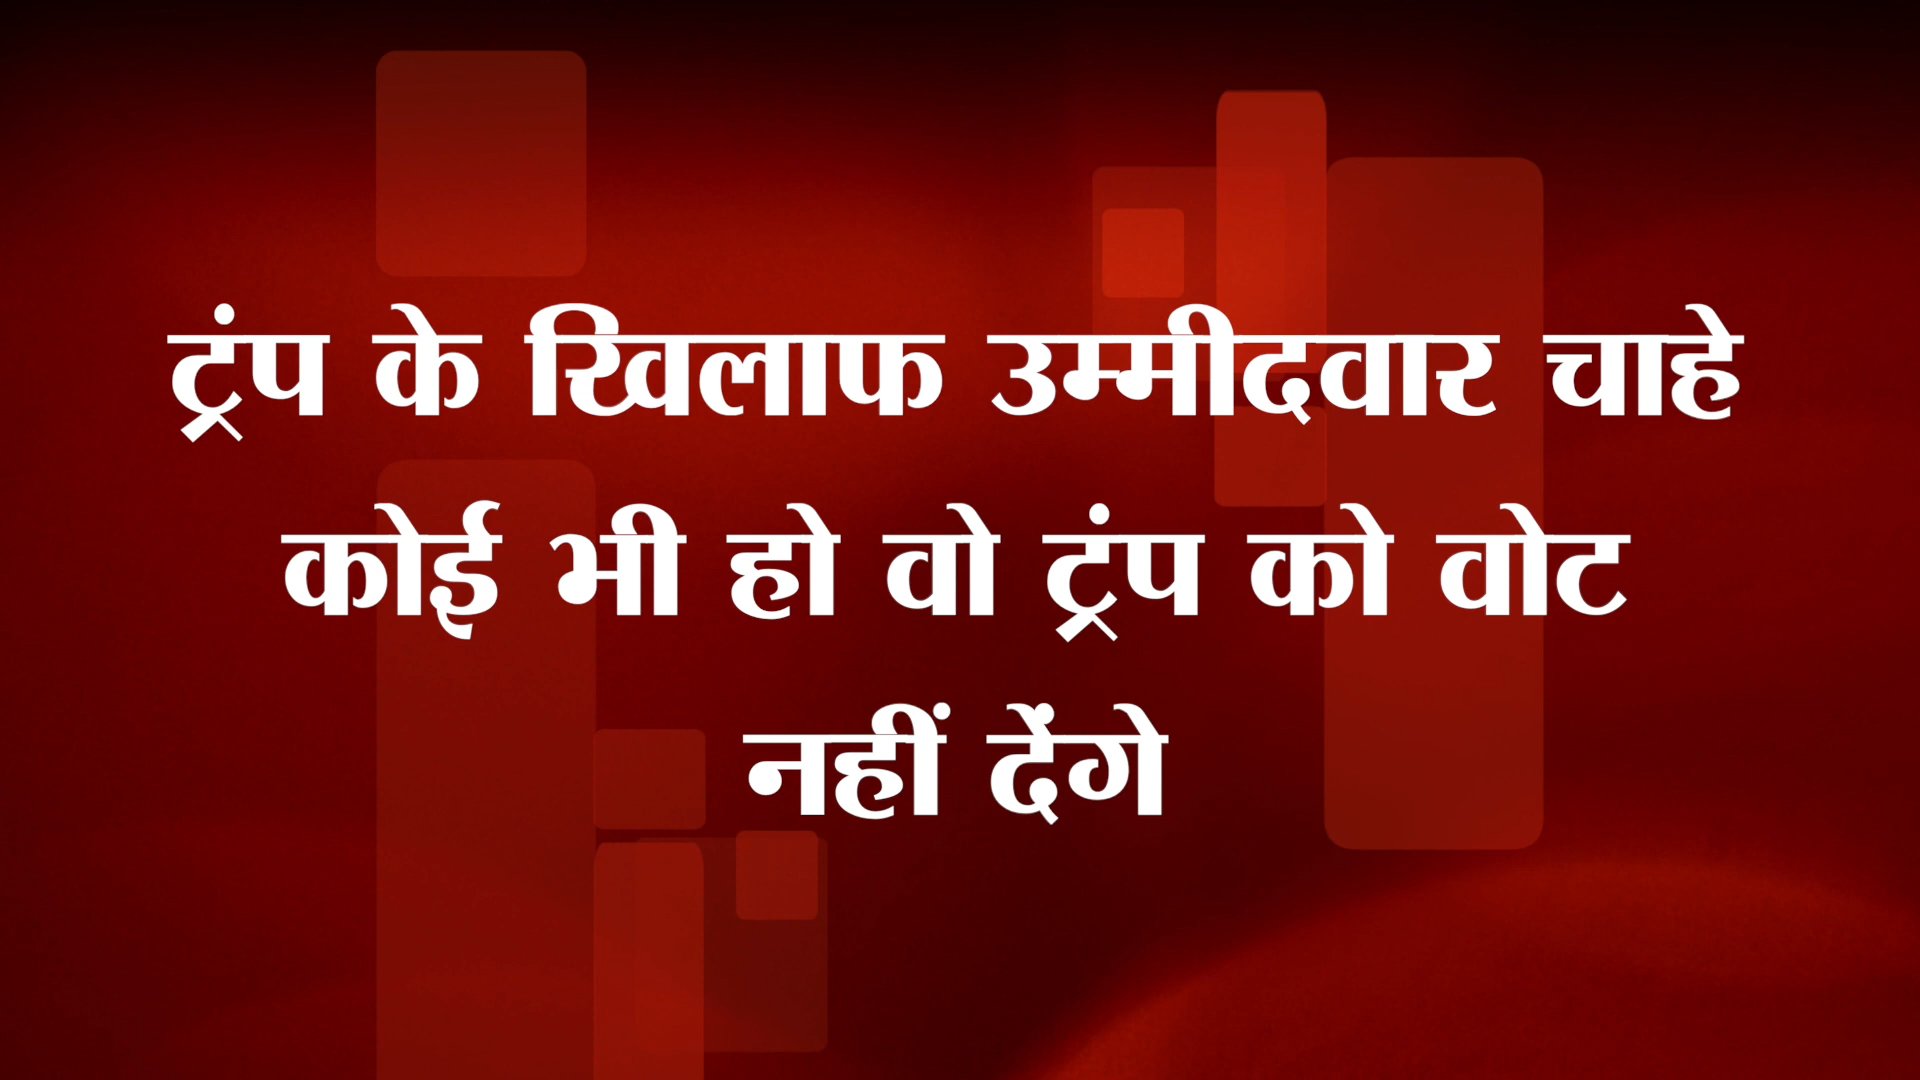 ट्रंप के खिलाफ उम्मीदवार चाहे
कोई भी हो वो ट्रंप को वोट
नहीं देंगे